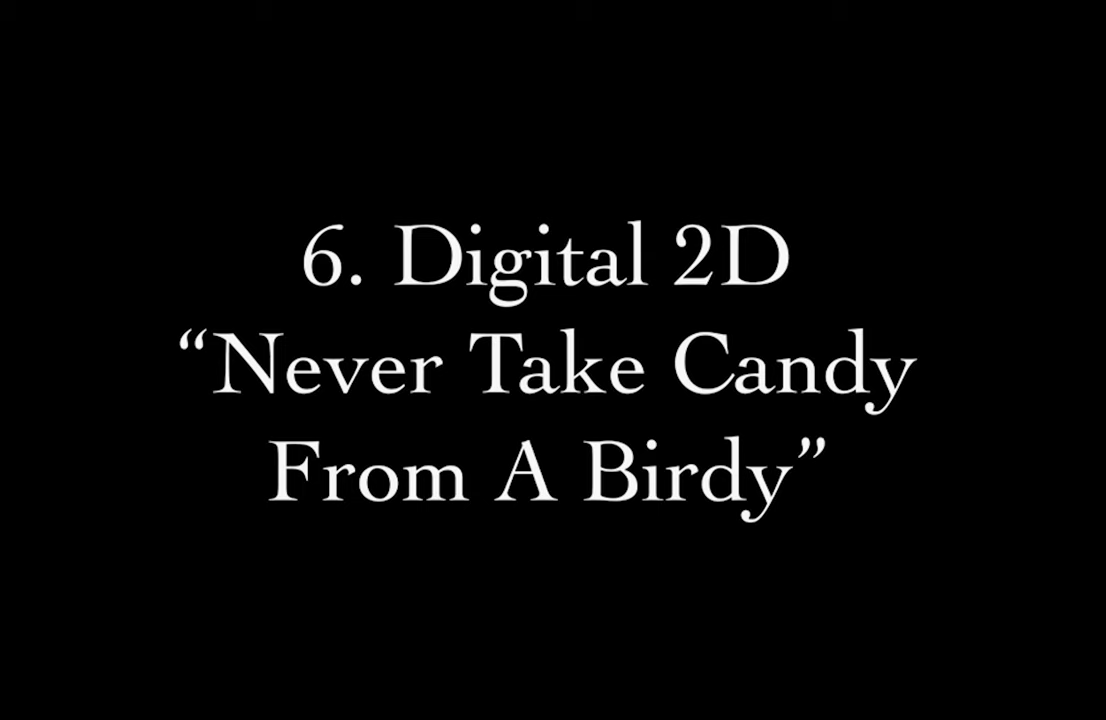 6. Digital 2D
“Never Take Candy
From A Birdy”